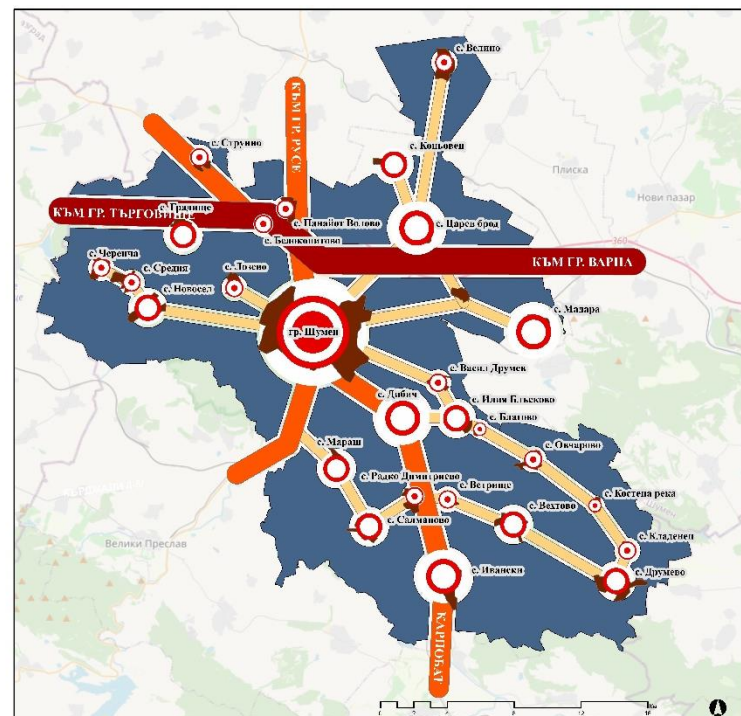 с. Велино
с. Струино
КЪМ ГР. РУСЕ
с. Коньовец
Плиска
Нови пазар
с. Градище
КЪМ ГР. ТЪРГОВИЩЕ
с. Панайот Волово
с. Царев брод
с. Белокопитово
КЪМ ГР. ВАРНА
с. Черенча
с. Средня
с. Лозево
с. Новосел
с. Мадара
гр. Шумен
с. Васил Друмев
с. Дибич
с. Илия Блъсково
с. Благово
с. Мараш
с. Овчарово
с. Радко Димитриево
с. Ветрище
с. Костена река
с. Вехтово
с. Салманово
Велики Преслав
с. Кладенец
с. Ивански
с. Друмево
КАРНОБАТ